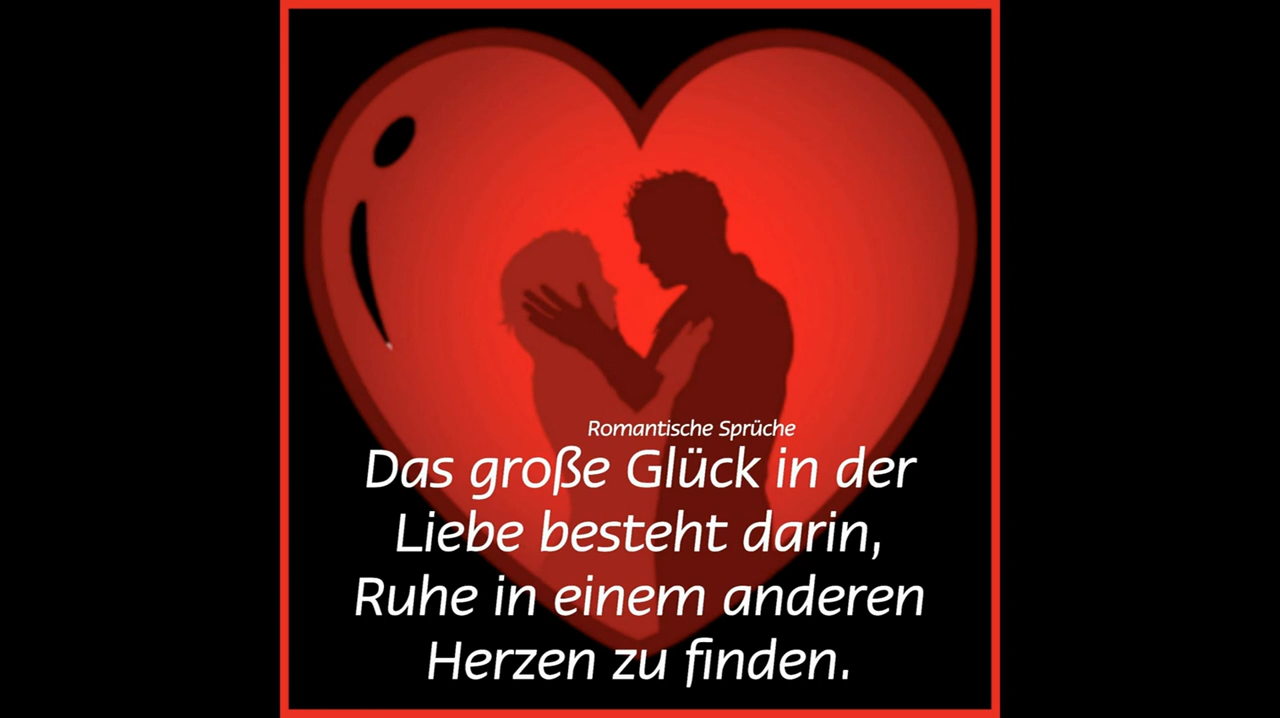 Romantische Sprüche
Das große Glück in der
Liebe besteht darin,
Ruhe in einem anderen
Herzen zu finden.